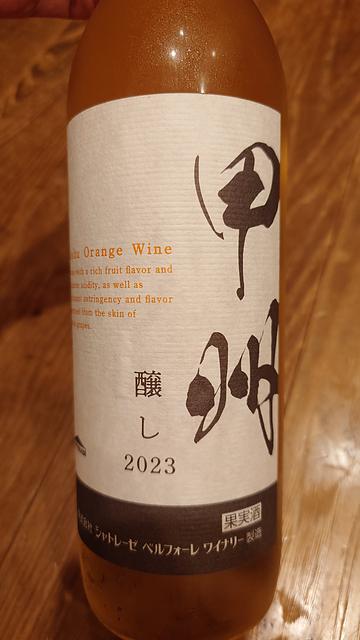 甲州
Orange Wine
with a rich fruit flavor and
acidity, as well as
astringency and flavor
from the skin of
grapes.
醸し
2023
果実酒
シャトレーゼ ベルフォーレ ワイナリー 製造